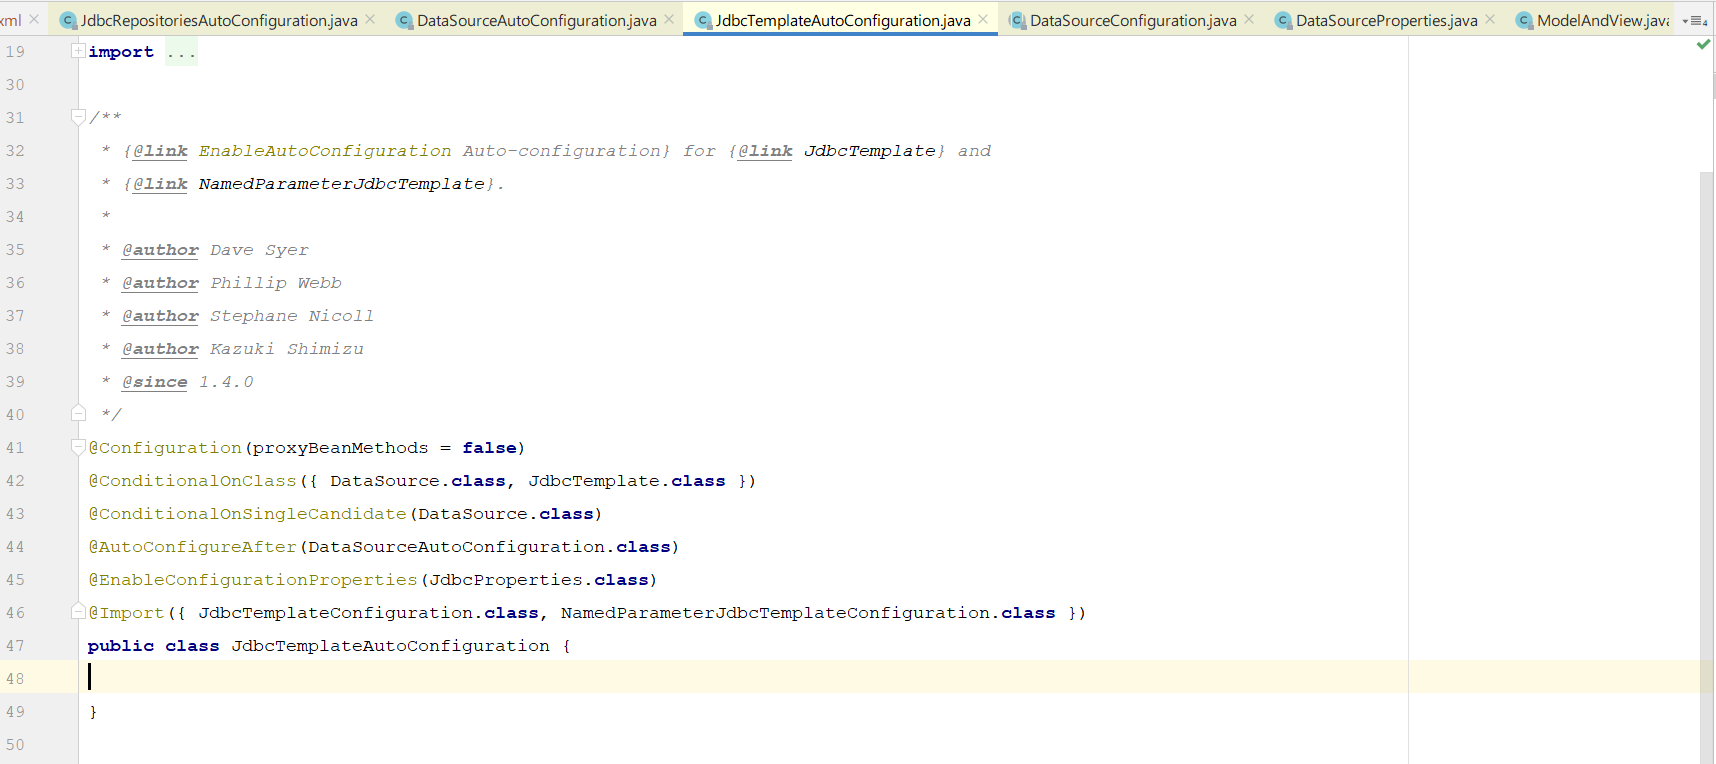 xml JdbcRepositoriesAutoConfiguration.java DataSourceAutoConfiguration.java JdbcTemplateAutoConfiguration.java DataSourceConfiguration.java DataSourceProperties.java ModelAndView.java
19 import ...
30
31 /**
32 * {@link EnableAutoConfiguration Auto-configuration} for {@link JdbcTemplate} and
33 * {@link NamedParameterJdbcTemplate}.
34 *
35 * @author Dave Syer
36 * @author Phillip Webb
37 * @author Stephane Nicoll
38 * @author Kazuki Shimizu
39 * @since 1.4.0
40 */
41 @Configuration(proxyBeanMethods = false)
42 @ConditionalOnClass({ DataSource.class, JdbcTemplate.class })
43 @ConditionalOnSingleCandidate(DataSource.class)
44 @AutoConfigureAfter(DataSourceAutoConfiguration.class)
45 @EnableConfigurationProperties(JdbcProperties.class)
46 @Import({ JdbcTemplateConfiguration.class, NamedParameterJdbcTemplateConfiguration.class })
47 public class JdbcTemplateAutoConfiguration {
48
49 }
50